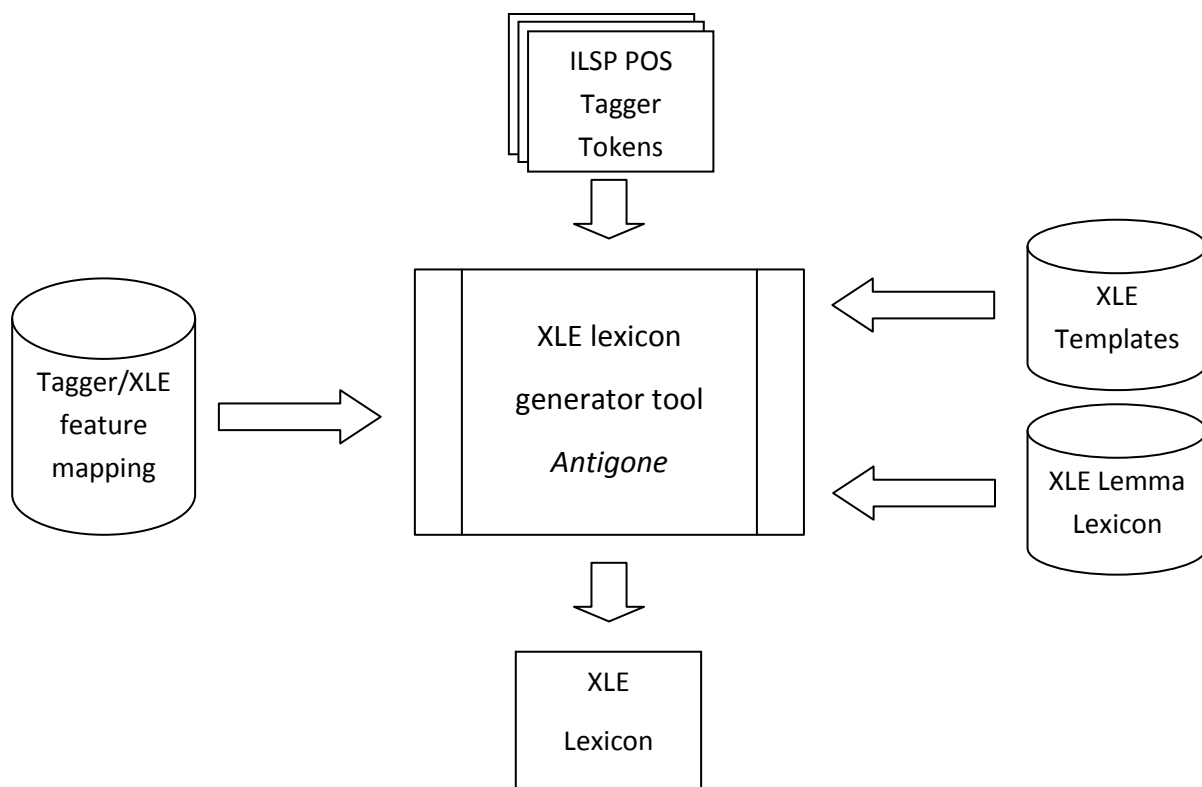 ILSP POS
Tagger
Tokens
XLE
Templates
Tagger/XLE
feature
mapping
XLE lexicon
generator tool
Antigone
XLE Lemma
Lexicon
XLE
Lexicon